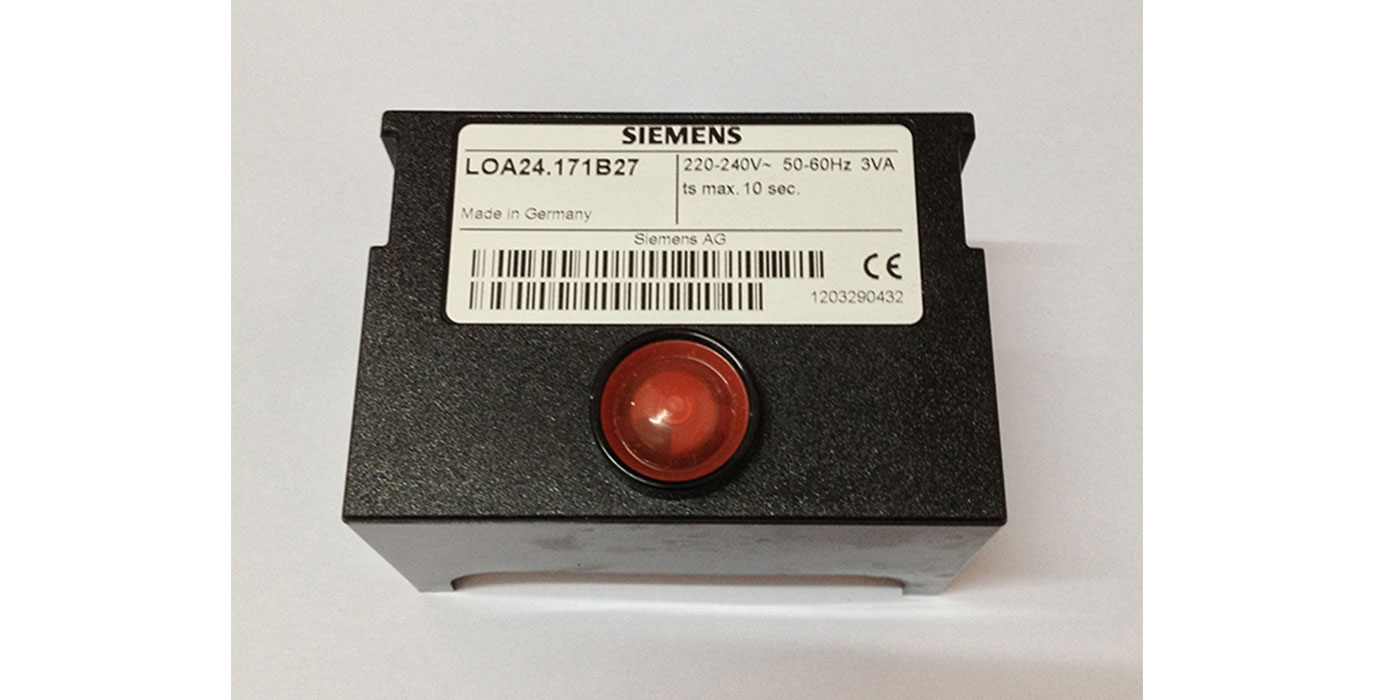 SIEMENS
LOA24.171B27
220-240V~ 50-60Hz 3VA
ts max. 10 sec.
Made in Germany
Siemens AG
CE
1203290432